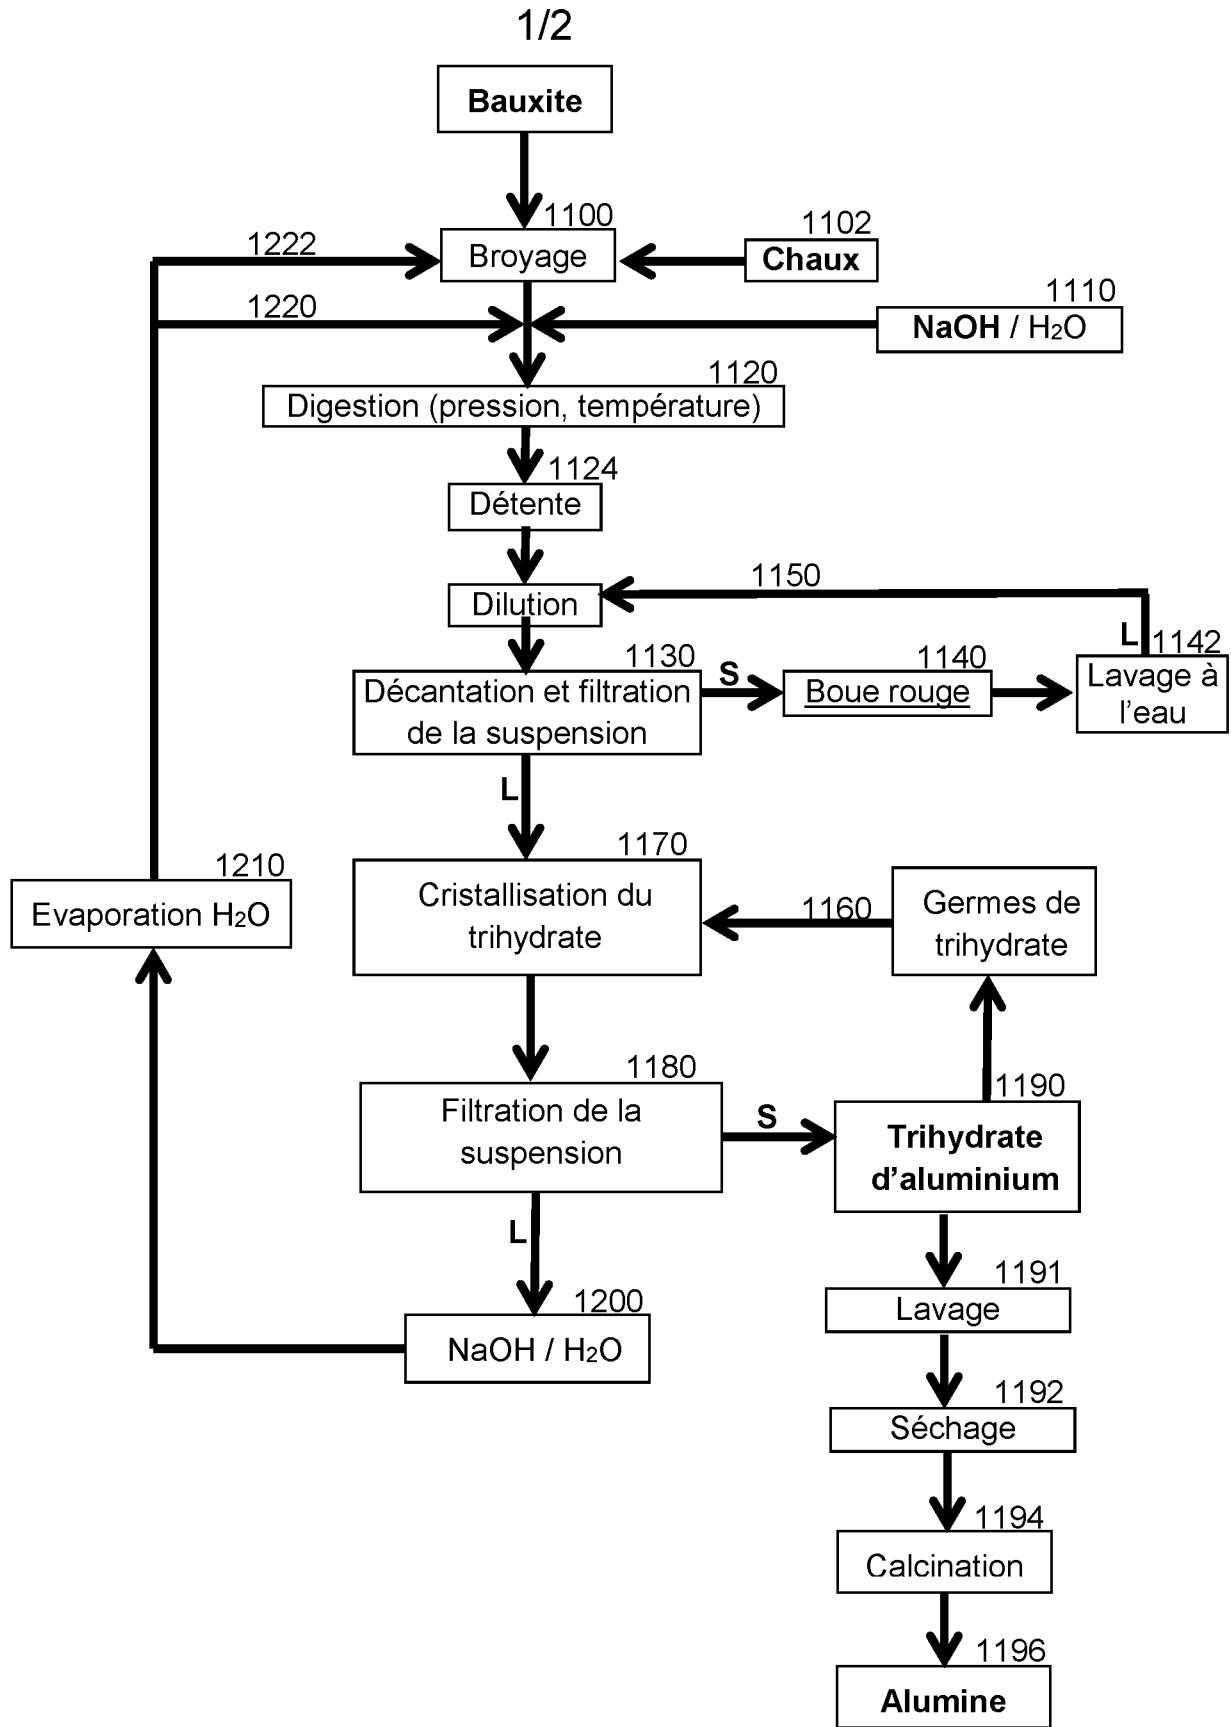 1/2
Bauxite
1100
1102
1222
Broyage
Chaux
1220
1110
NaOH / H₂O
1120
Digestion (pression, température)
1124
Détente
1150
Dilution
L
1142
1130
S
1140
Décantation et filtration
de la suspension
Boue rouge
Lavage à
l'eau
L
1170
1210
Cristallisation du
trihydrate
1160
Germes de
trihydrate
Evaporation H₂O
1180
1190
Filtration de la
suspension
S
Trihydrate
d'aluminium
L
1191
Lavage
1200
NaOH / H₂O
1192
Séchage
1194
Calcination
1196
Alumine